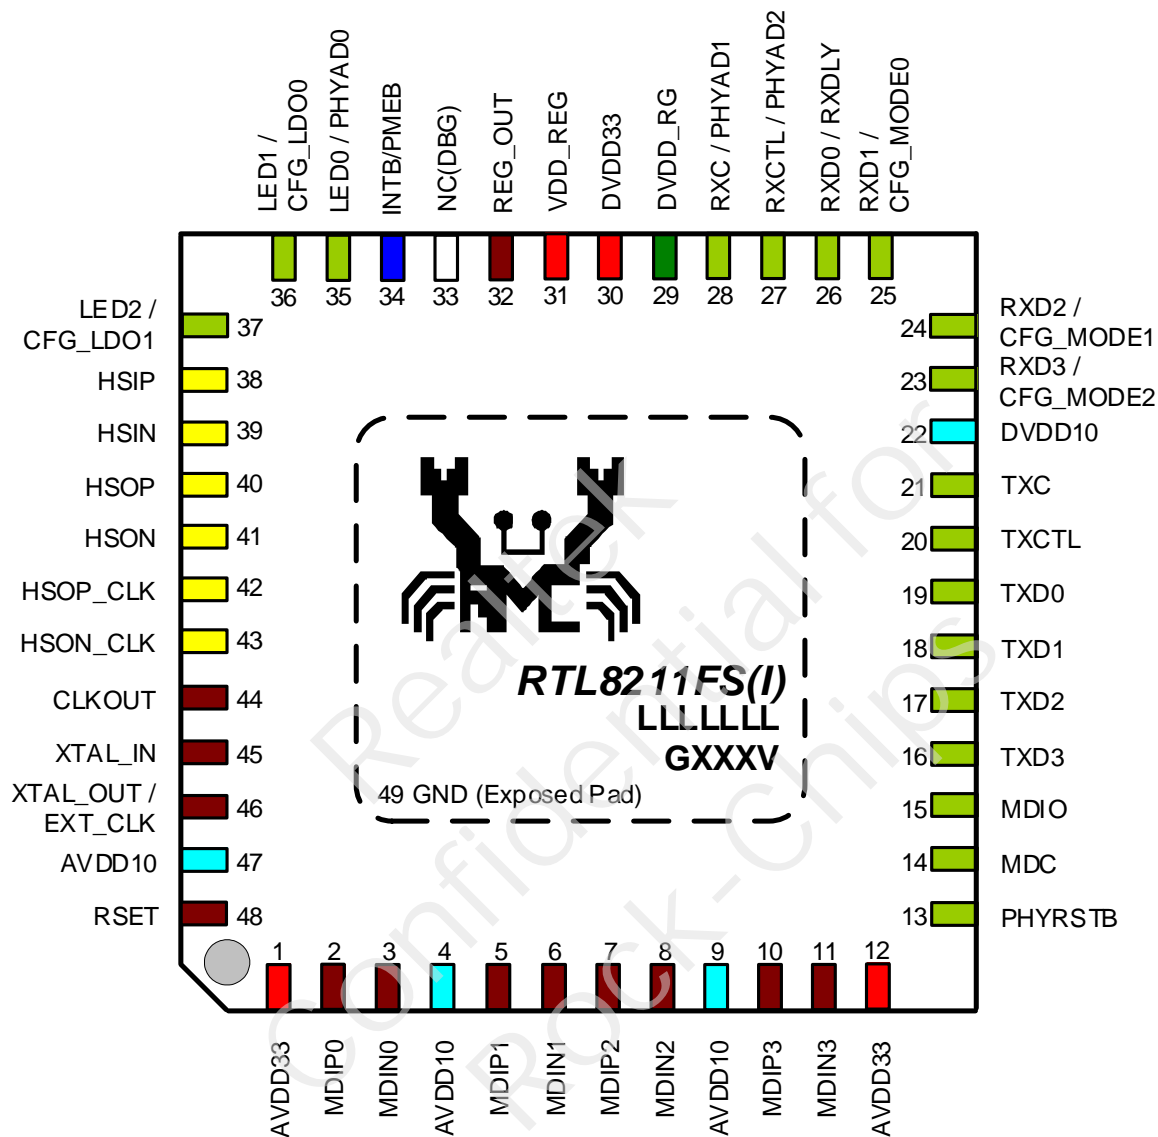 LED1 /
CFG_LDO0
LED0 / PHYAD0
INTB/PMEB
NC(DBG)
REG_OUT
VDD_REG
DVDD33
DVDD_RG
RXC / PHYAD1
RXCTL / PHYAD2
RXD0 / RXDLY
RXD1 /
CFG_MODE0
36
35
34
33
32
31
30
29
28
27
26
25
LED2 /
CFG_LDO1
37
HSIP
38
HSIN
39
HSOP
40
HSON
41
HSOP_CLK
42
HSON_CLK
43
CLKOUT
44
XTAL_IN
45
XTAL_OUT /
EXT_CLK
46
AVDD10
47
RSET
48
24
RXD2 /
CFG_MODE1
23
RXD3 /
CFG_MODE2
22
DVDD10
21
TXC
20
TXCTL
19
TXD0
18
TXD1
17
TXD2
16
TXD3
15
MDIO
14
MDC
13
PHYRSTB
RTL8211FS(I)
LLLLLLL
GXXXV
49 GND (Exposed Pad)
1
2
3
4
5
6
7
8
9
10
11
12
AVDD33
MDIP0
MDIN0
AVDD10
MDIP1
MDIN1
MDIP2
MDIN2
AVDD10
MDIP3
MDIN3
AVDD33
Realtek
Confidential for
Rock-Chips